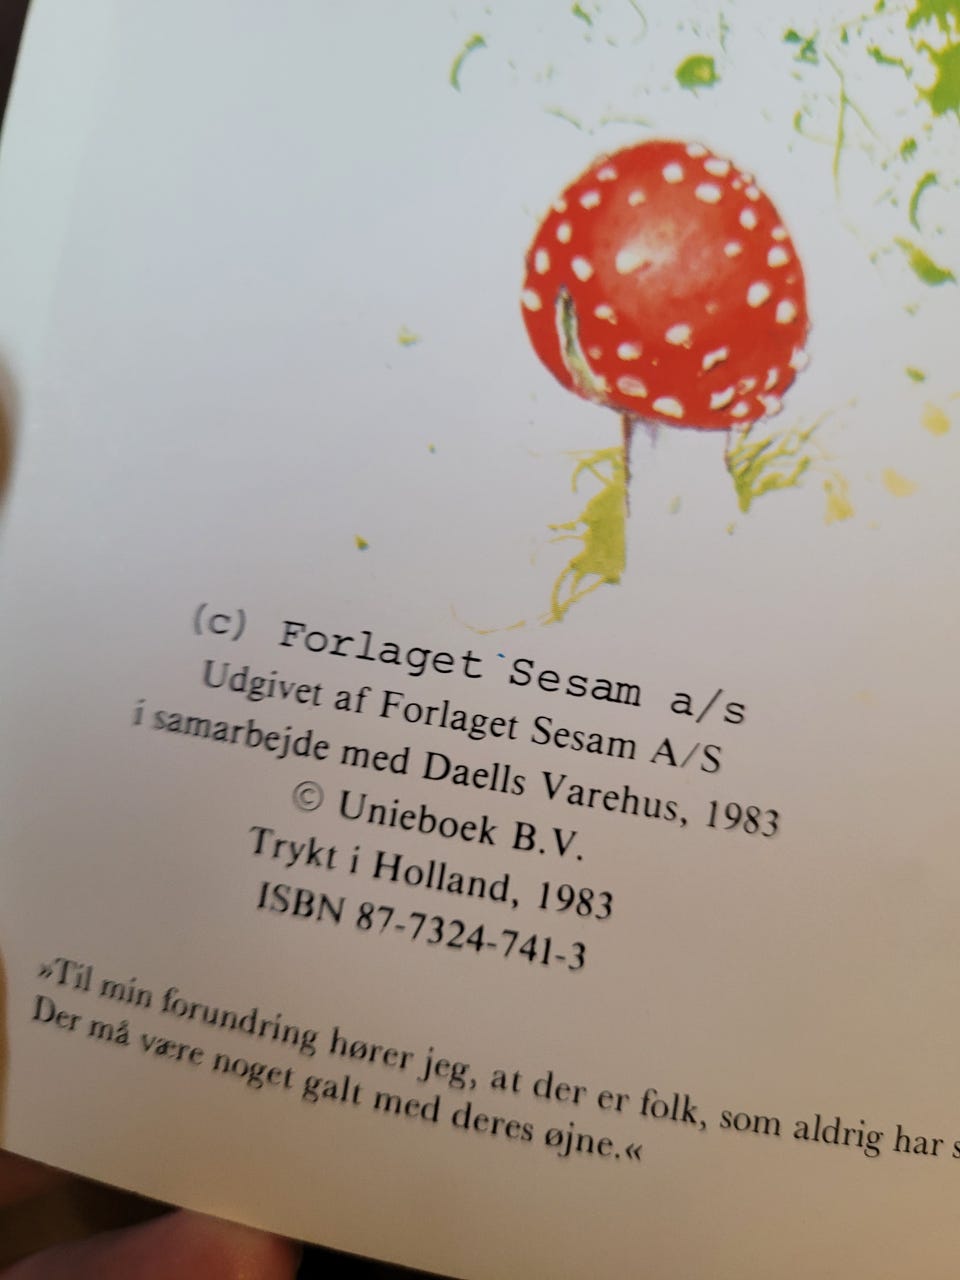 (c) Forlaget Sesam a/s
Udgivet af Forlaget Sesam A/S
i samarbejde med Daells Varehus, 1983
© Unieboek B.V.
Trykt i Holland, 1983
ISBN 87-7324-741-3
»Til min forundring hører jeg, at der er folk, som aldrig har
Der må være noget galt med deres øjne.«